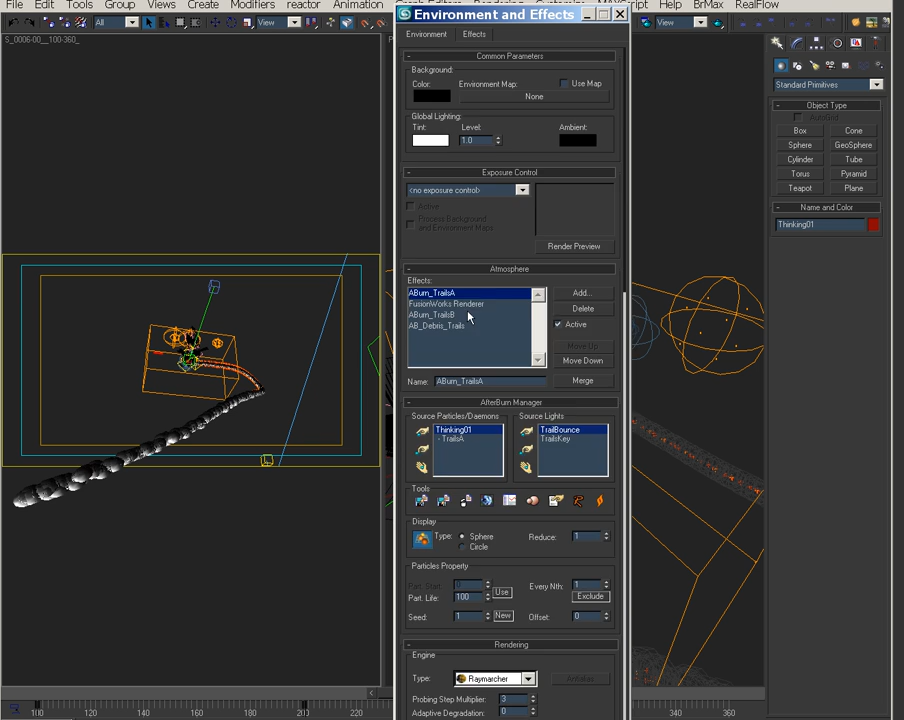 File Edit Tools Group Views Create Modifiers reactor Animation
Help BrMax RealFlow
Environment and Effects
All
View
View
S_0006-00__100-360_
Environment Effects
Common Parameters
Background:
Color: Environment Map: Use Map
None
Global Lighting:
Tint: Level: Ambient:
1.0
Exposure Control
<no exposure control>
Active
Process Background
and Environment Maps
Render Preview
Atmosphere
Effects:
ABurn_TrailsA
FusionWorks Renderer
ABurn_TrailsB
AB_Debris_Trails
Add...
Delete
Active
Move Up
Move Down
Name: ABurn_TrailsA
Merge
AfterBurn Manager
Source Particles/Daemons
Source Lights
Thinking01
- TrailsA
TrailBounce
TrailsKey
Tools
Display
Type: Sphere
Circle
Reduce: 1
Particles Property
Part. Start: 0
Part. Life: 100
Use
Every Nth: 1
Exclude
Seed: 1
New
Offset: 0
Rendering
Engine
Type: Raymarcher
Antialias
Probing Step Multiplier: 3
Adaptive Degradation: 0
Standard Primitives
Object Type
AutoGrid
Box Cone
Sphere GeoSphere
Cylinder Tube
Torus Pyramid
Teapot Plane
Name and Color
Thinking01
100 120 140 160 180 200 220
340 360